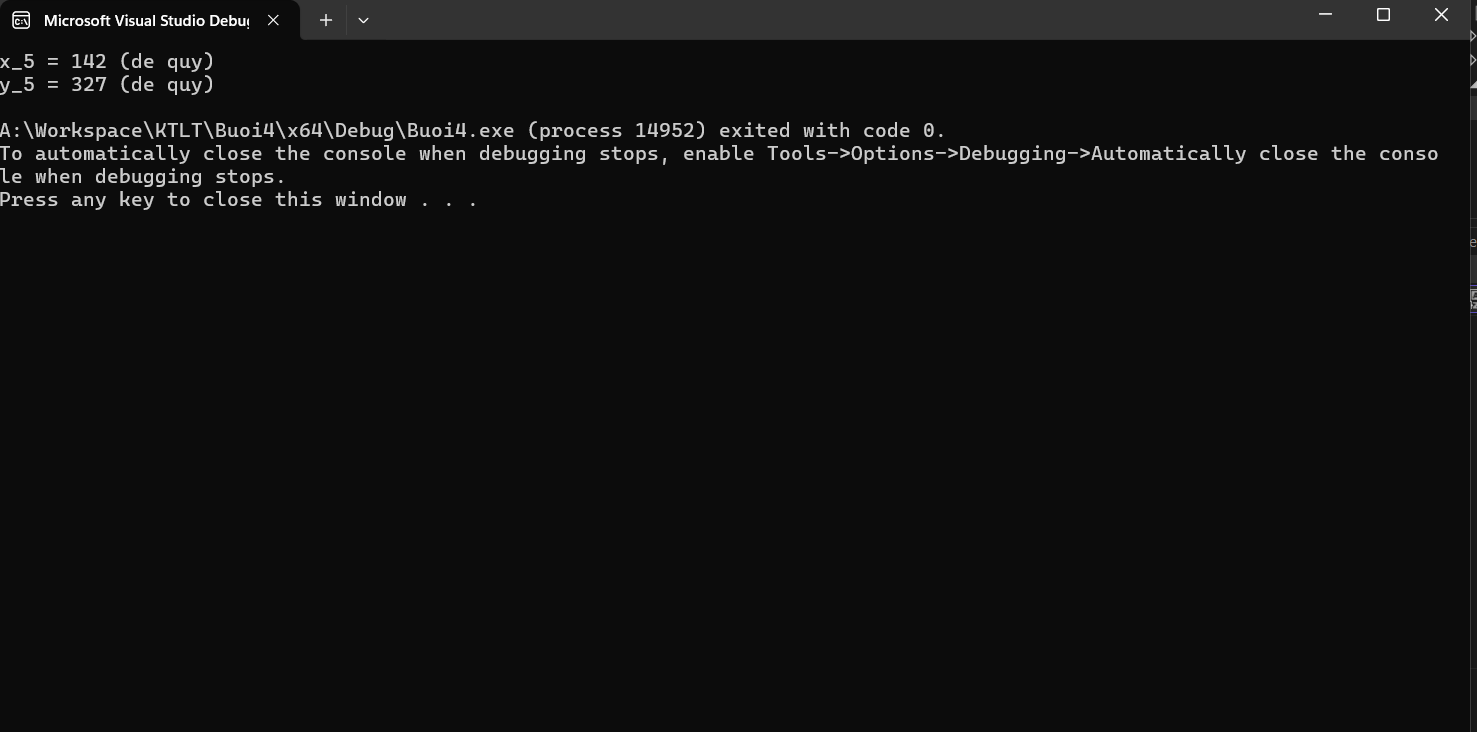 Microsoft Visual Studio Debu
x_5 = 142 (de quy)
y_5 = 327 (de quy)
A:\Workspace\KTLT\Buoi4\x64\Debug\Buoi4.exe (process 14952) exited with code 0.
To automatically close the console when debugging stops, enable Tools->Options->Debugging->Automatically close the conso
le when debugging stops.
Press any key to close this window . . .